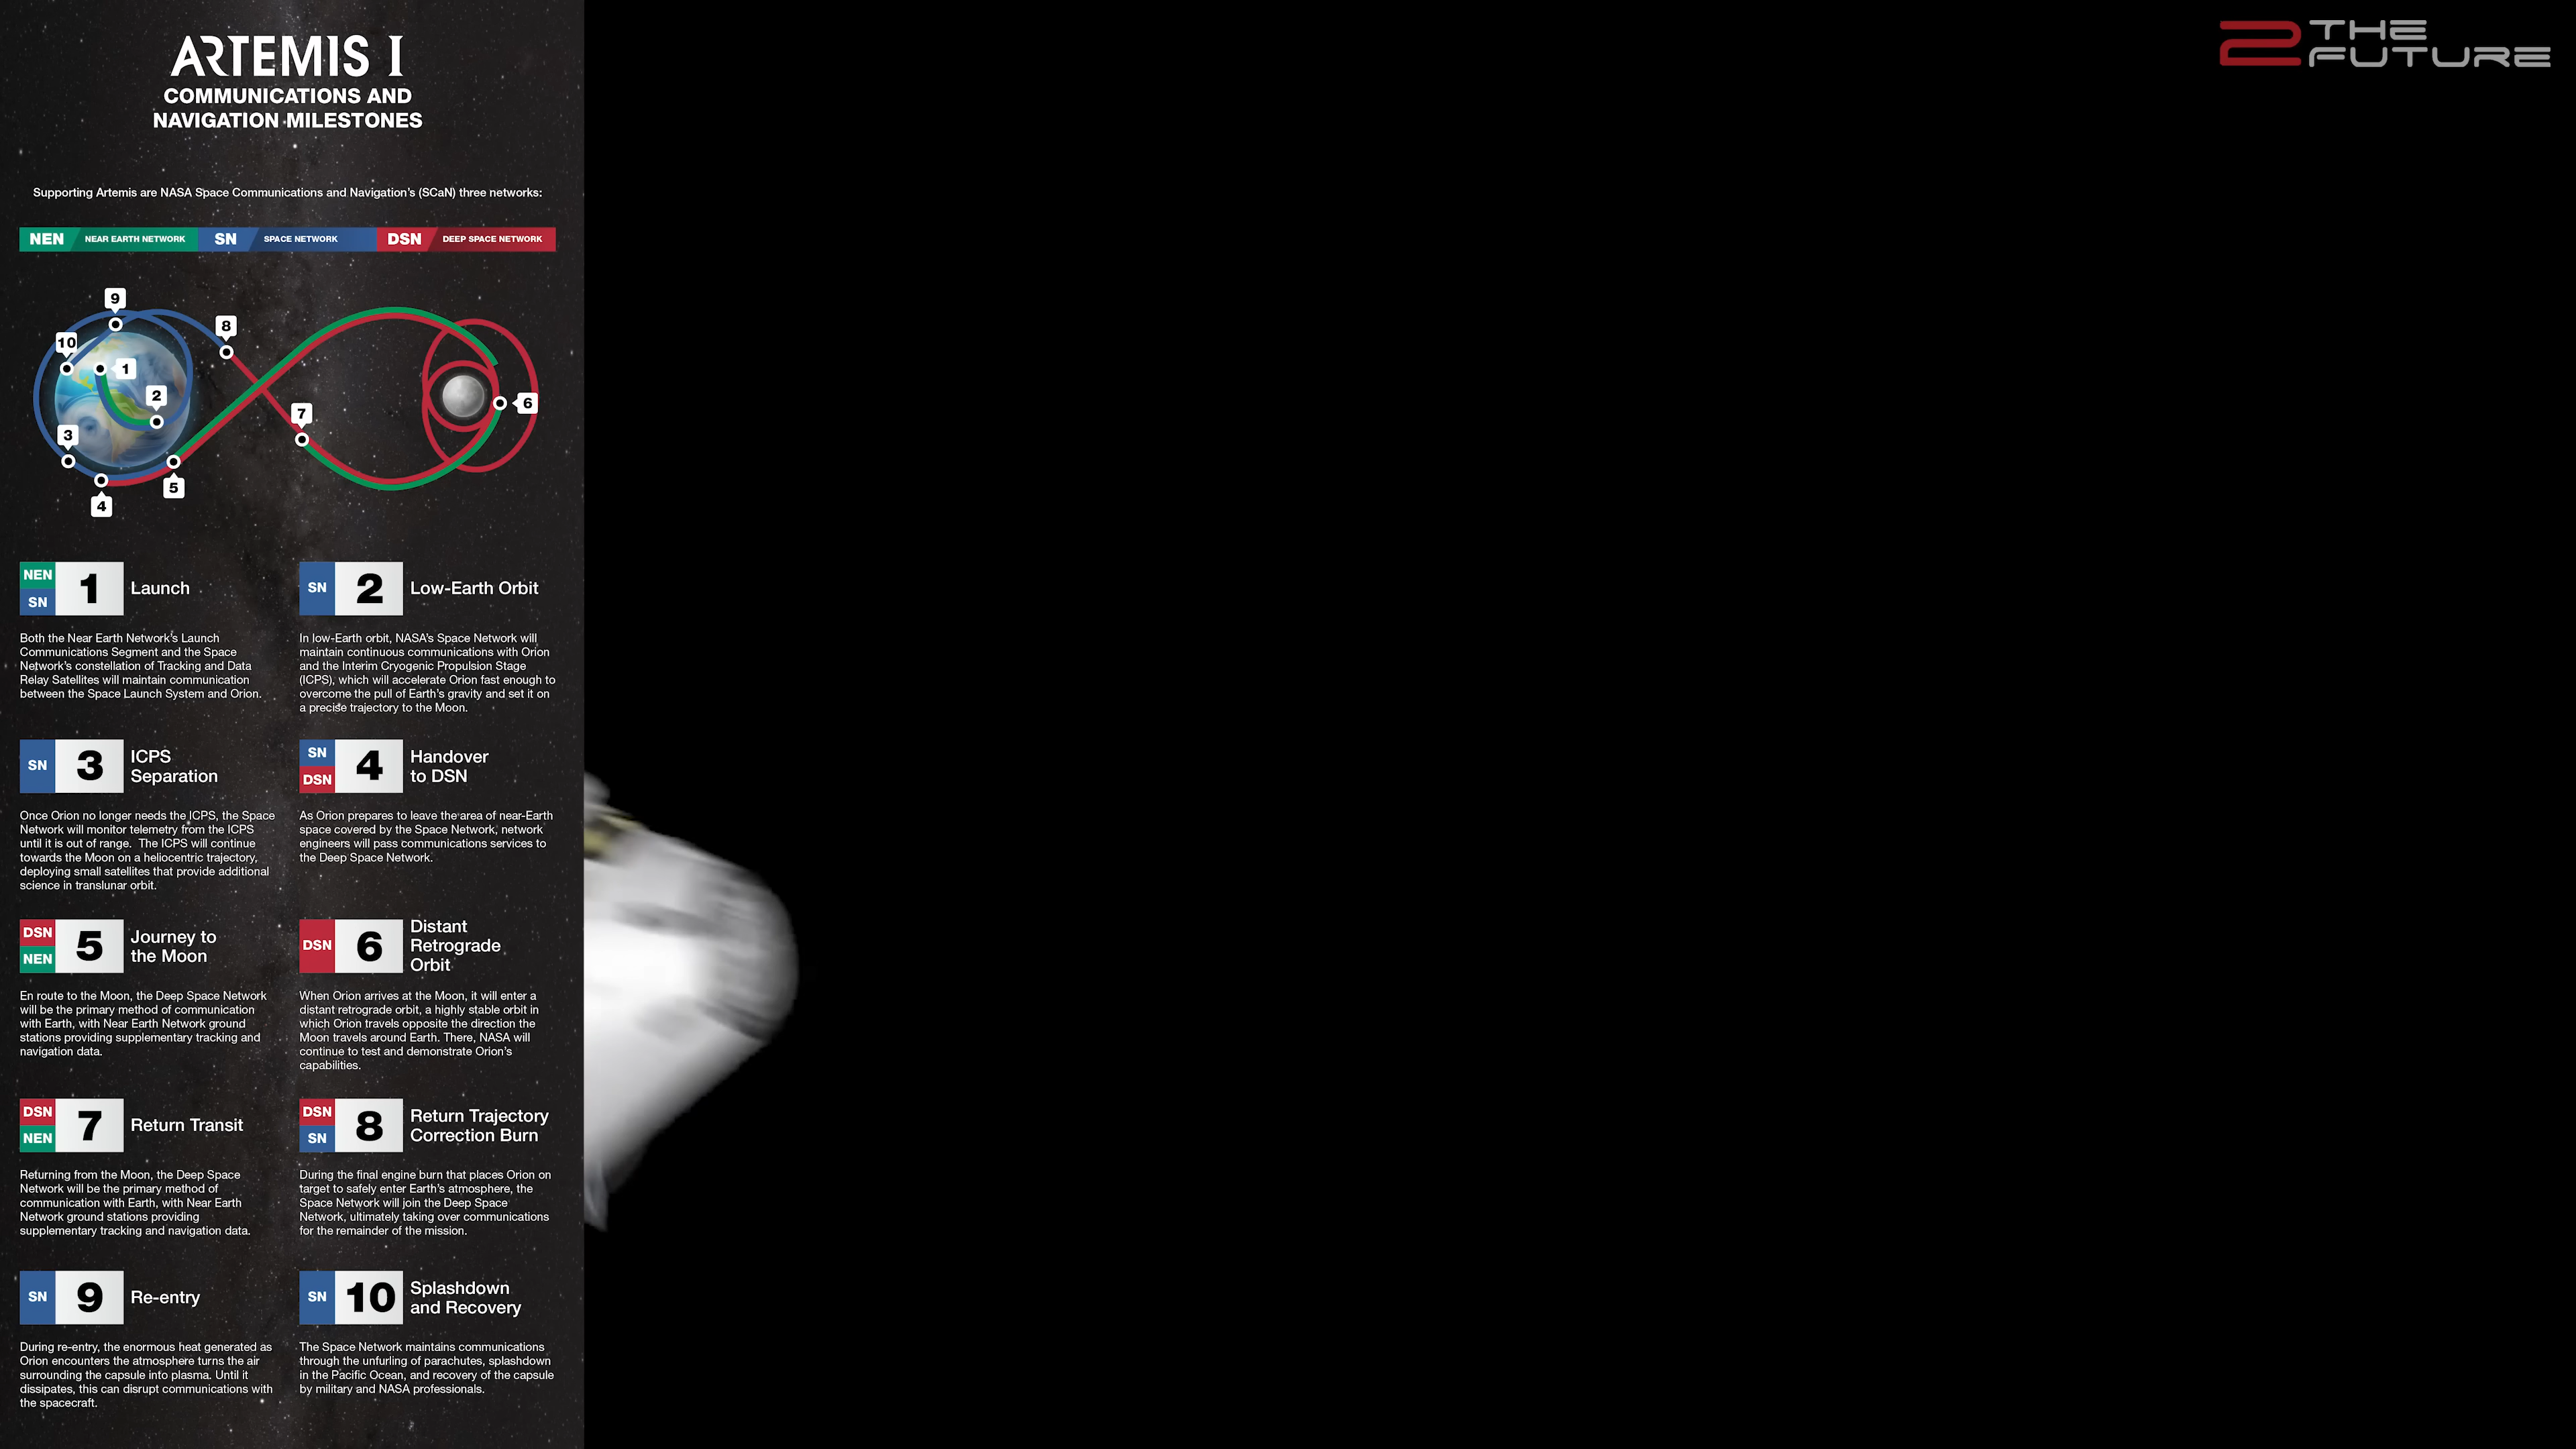 ARTEMIS I
COMMUNICATIONS AND
NAVIGATION MILESTONES
2 THE
FUTURE
Supporting Artemis are NASA Space Communications and Navigation's (SCaN) three networks:
NEN NEAR EARTH NETWORK SN SPACE NETWORK DSN DEEP SPACE NETWORK
9
8
10
1
2
7
6
3
5
4
NEN
SN
1
Launch
Both the Near Earth Network's Launch
Communications Segment and the Space
Network's constellation of Tracking and Data
Relay Satellites will maintain communication
between the Space Launch System and Orion.
SN
2
Low-Earth Orbit
In low-Earth orbit, NASA's Space Network will
maintain continuous communications with Orion
and the Interim Cryogenic Propulsion Stage
(ICPS), which will accelerate Orion fast enough to
overcome the pull of Earth's gravity and set it on
a precise trajectory to the Moon.
SN
3
ICPS
Separation
Once Orion no longer needs the ICPS, the Space
Network will monitor telemetry from the ICPS
until it is out of range. The ICPS will continue
towards the Moon on a heliocentric trajectory,
deploying small satellites that provide additional
science in translunar orbit.
SN
DSN
4
Handover
to DSN
As Orion prepares to leave the area of near-Earth
space covered by the Space Network, network
engineers will pass communications services to
the Deep Space Network.
DSN
NEN
5
Journey to
the Moon
En route to the Moon, the Deep Space Network
will be the primary method of communication
with Earth, with Near Earth Network ground
stations providing supplementary tracking and
navigation data.
DSN
6
Distant
Retrograde
Orbit
When Orion arrives at the Moon, it will enter a
distant retrograde orbit, a highly stable orbit in
which Orion travels opposite the direction the
Moon travels around Earth. There, NASA will
continue to test and demonstrate Orion's
capabilities.
DSN
NEN
7
Return Transit
Returning from the Moon, the Deep Space
Network will be the primary method of
communication with Earth, with Near Earth
Network ground stations providing
supplementary tracking and navigation data.
DSN
SN
8
Return Trajectory
Correction Burn
During the final engine burn that places Orion on
target to safely enter Earth's atmosphere, the
Space Network will join the Deep Space
Network, ultimately taking over communications
for the remainder of the mission.
SN
9
Re-entry
During re-entry, the enormous heat generated as
Orion encounters the atmosphere turns the air
surrounding the capsule into plasma. Until it
dissipates, this can disrupt communications with
the spacecraft.
SN
10
Splashdown
and Recovery
The Space Network maintains communications
through the unfurling of parachutes, splashdown
in the Pacific Ocean, and recovery of the capsule
by military and NASA professionals.